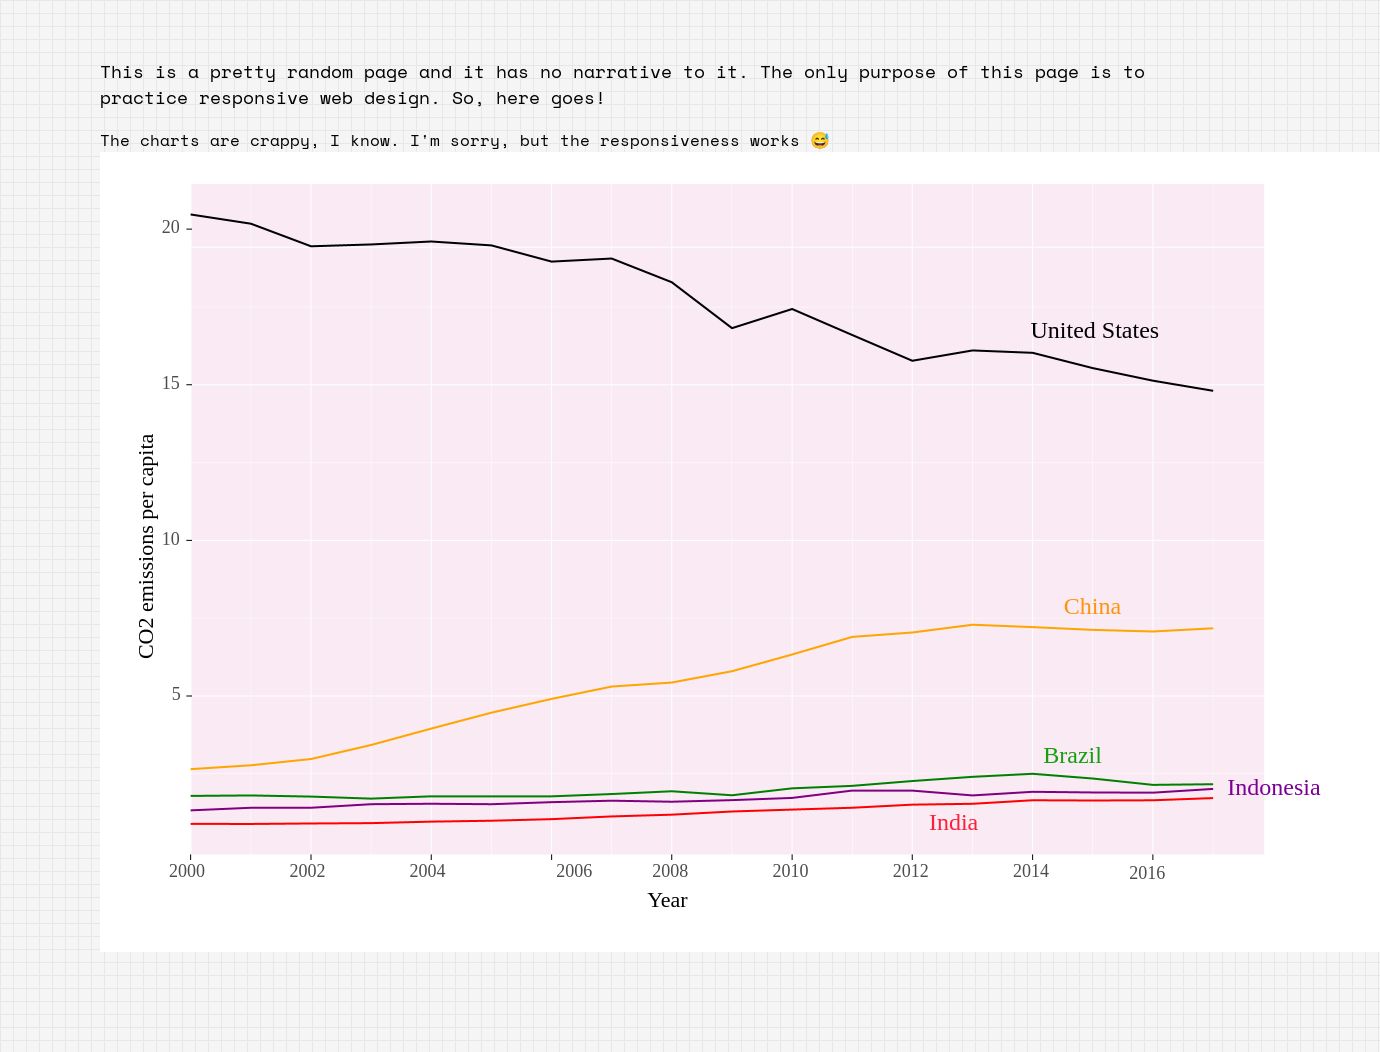 This is a pretty random page and it has no narrative to it. The only purpose of this page is to
practice responsive web design. So, here goes!
The charts are crappy, I know. I'm sorry, but the responsiveness works 😅
20
15
10
5
CO2 emissions per capita
United States
China
Brazil
Indonesia
India
2000 2002 2004 2006 2008 2010 2012 2014 2016
Year